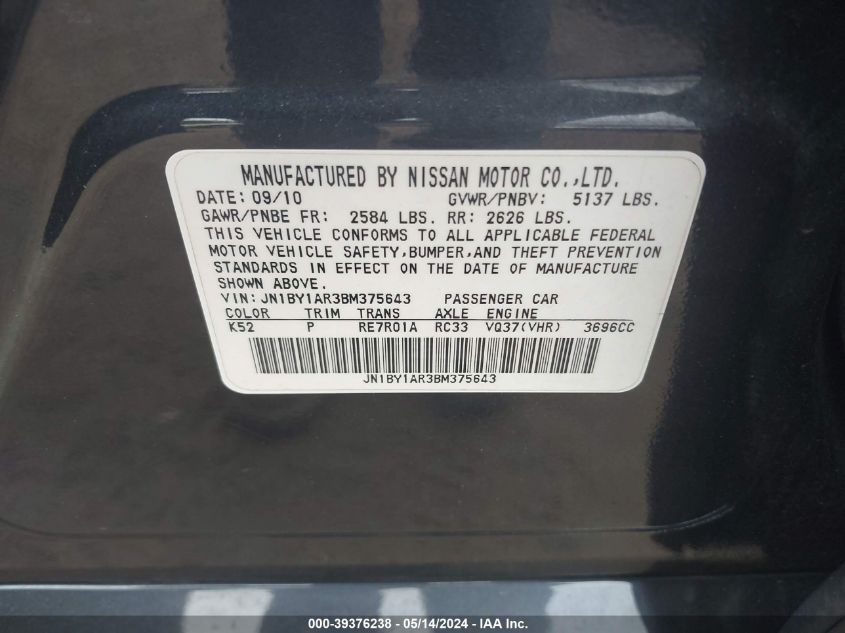 MANUFACTURED BY NISSAN MOTOR CO.,LTD.
DATE: 09/10 GVWR/PNBV: 5137 LBS.
GAWR/PNBE FR: 2584 LBS. RR: 2626 LBS.
THIS VEHICLE CONFORMS TO ALL APPLICABLE FEDERAL
MOTOR VEHICLE SAFETY,BUMPER,AND THEFT PREVENTION
STANDARDS IN EFFECT ON THE DATE OF MANUFACTURE
SHOWN ABOVE.
VIN: JN1BY1AR3BM375643 PASSENGER CAR
COLOR TRIM TRANS AXLE ENGINE
K52 P RE7R01A RC33 VQ37(VHR) 3696CC
JN1BY1AR3BM375643
000-39376238 - 05/14/2024 - IAA Inc.